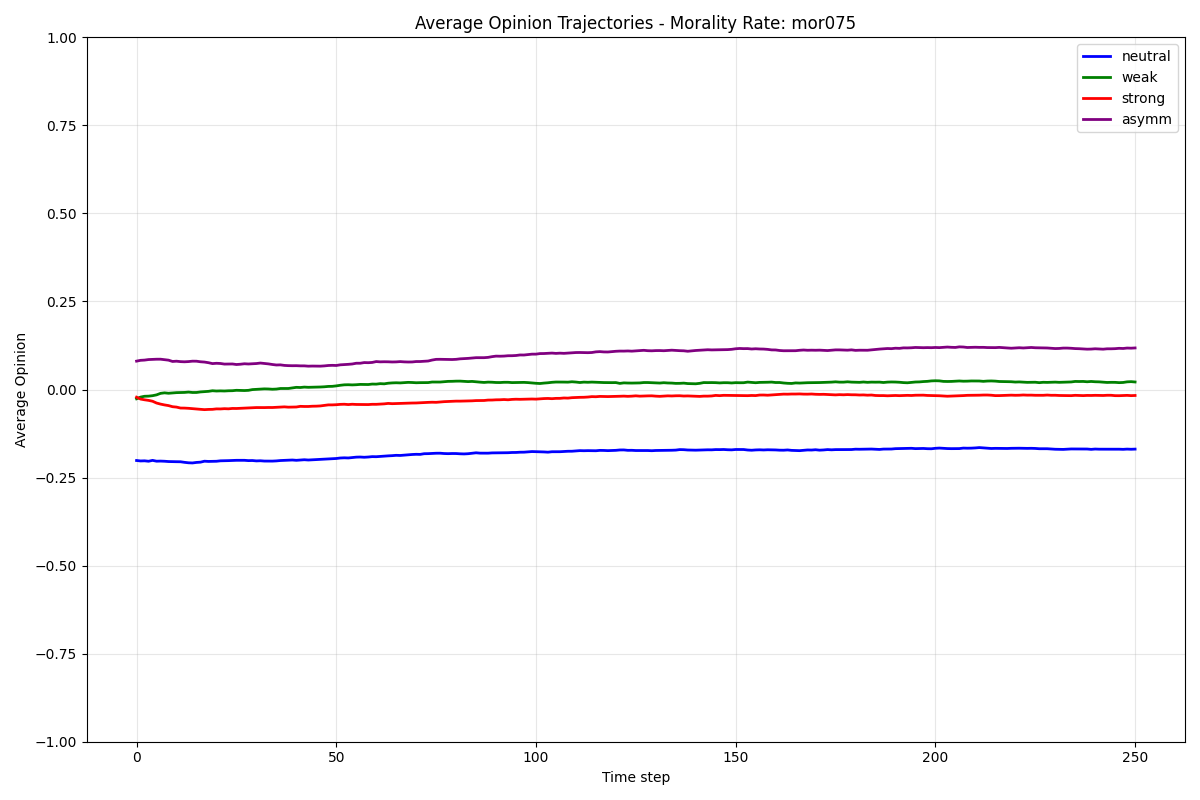 Average Opinion Trajectories - Morality Rate: mor075
1.00
0.75
0.50
0.25
0.00
−0.25
−0.50
−0.75
−1.00
Average Opinion
neutral
weak
strong
asymm
0 50 100 150 200 250
Time step